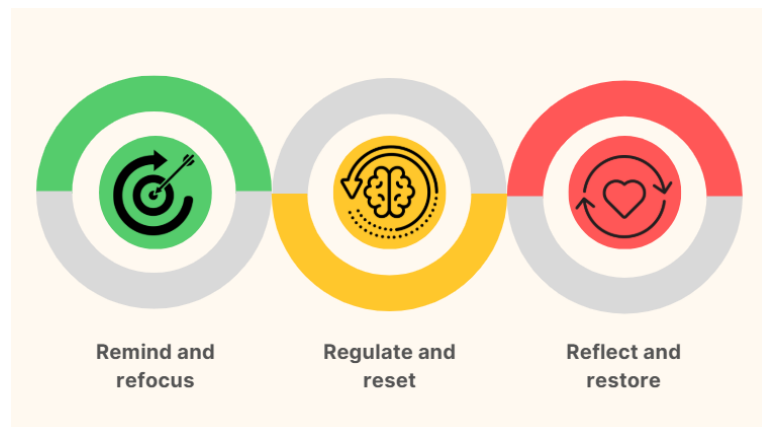 Remind and
refocus
Regulate and
reset
Reflect and
restore